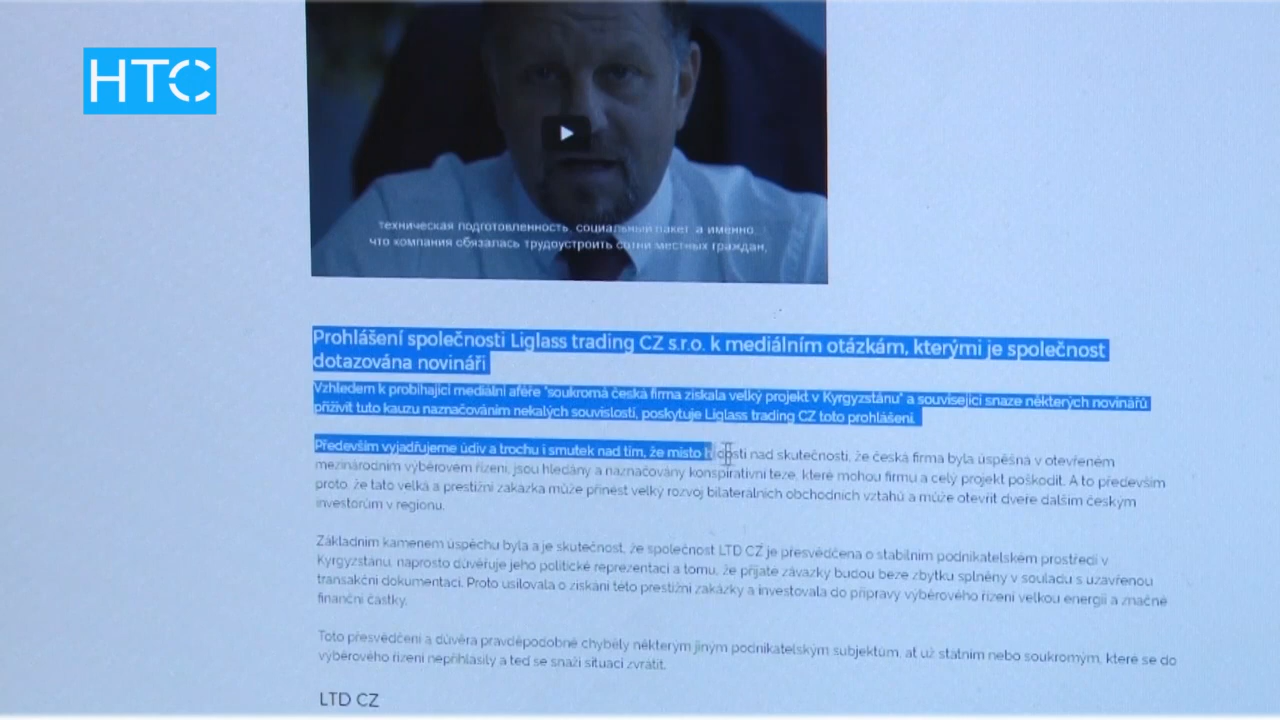 НТС
техническая подготовленность, социальный пакет, а именно,
что компания обязалась трудоустроить сотни местных граждан,
Prohlášení společnosti Liglass trading CZ s.r.o. k mediálním otázkám, kterými je společnost
dotazována novináři
Vzhledem k probíhající mediální aféře "soukromá česká firma získala velký projekt v Kyrgyzstánu" a související snaze některých novinářů
přiživit tuto kauzu naznačováním nekalých souvislostí, poskytuje Liglass trading CZ toto prohlášení.
Především vyjadřujeme údiv a trochu i smutek nad tím, že místo hrdosti nad skutečností, že česká firma byla úspěšná v otevřeném
mezinárodním výběrovém řízení, jsou hledány a naznačovány konspirativní teze, které mohou firmu a celý projekt poškodit. A to především
proto, že tato velká a prestižní zakázka může přinést velký rozvoj bilaterálních obchodních vztahů a může otevřít dveře dalším českým
investorům v regionu.
Základním kamenem úspěchu byla a je skutečnost, že společnost LTD CZ je přesvědčena o stabilním podnikatelském prostředí v
Kyrgyzstánu, naprosto důvěřuje jeho politické reprezentaci a tomu, že přijaté závazky budou beze zbytku splněny v souladu s uzavřenou
transakční dokumentací. Proto usilovala o získání této prestižní zakázky a investovala do přípravy výběrového řízení velkou energii a značné
finanční částky.
Toto přesvědčení a důvěra pravděpodobně chyběly některým jiným podnikatelským subjektům, ať už státním nebo soukromým, které se do
výběrového řízení nepřihlásily a teď se snaží situaci zvrátit.
LTD CZ